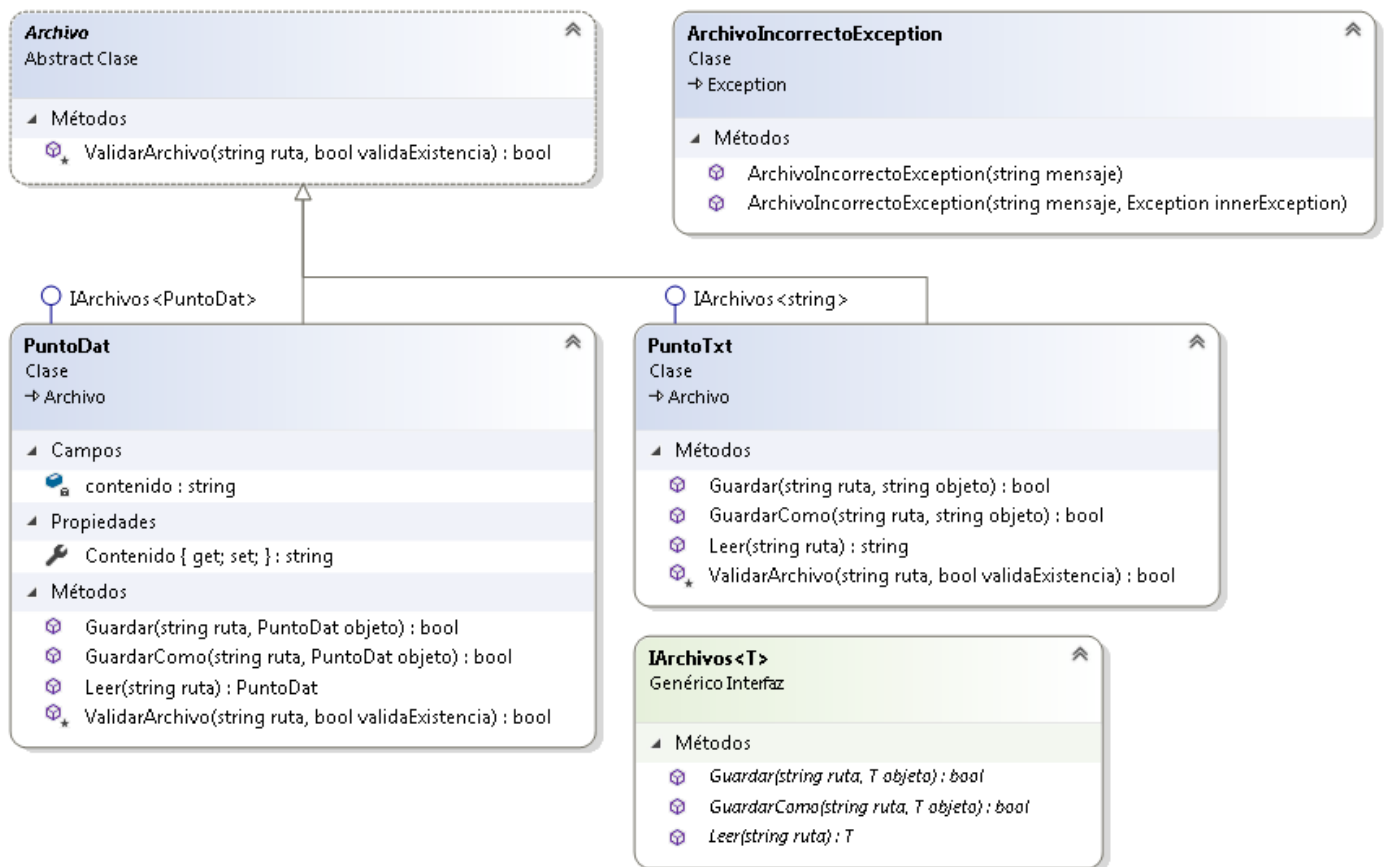 Archivo
Abstract Clase
Métodos
ValidarArchivo(string ruta, bool validaExistencia) : bool
ArchivoIncorrectoException
Clase
Exception
Métodos
ArchivoIncorrectoException(string mensaje)
ArchivoIncorrectoException(string mensaje, Exception innerException)
IArchivos<PuntoDat>
PuntoDat
Clase
Archivo
Campos
contenido : string
Propiedades
Contenido { get; set; } : string
Métodos
Guardar(string ruta, PuntoDat objeto) : bool
GuardarComo(string ruta, PuntoDat objeto) : bool
Leer(string ruta) : PuntoDat
ValidarArchivo(string ruta, bool validaExistencia) : bool
IArchivos<string>
PuntoTxt
Clase
Archivo
Métodos
Guardar(string ruta, string objeto) : bool
GuardarComo(string ruta, string objeto) : bool
Leer(string ruta) : string
ValidarArchivo(string ruta, bool validaExistencia) : bool
IArchivos<T>
Genérico Interfaz
Métodos
Guardar(string ruta, T objeto) : bool
GuardarComo(string ruta, T objeto) : bool
Leer(string ruta) : T